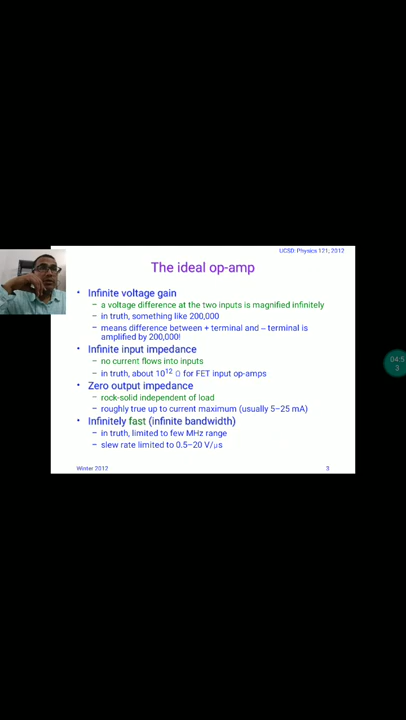 UCSD: Physics 121, 2012
The ideal op-amp
• Infinite voltage gain
– a voltage difference at the two inputs is magnified infinitely
– in truth, something like 200,000
– means difference between + terminal and – terminal is
amplified by 200,000!
• Infinite input impedance
– no current flows into inputs
– in truth, about 10¹² Ω for FET input op-amps
• Zero output impedance
– rock-solid independent of load
– roughly true up to current maximum (usually 5–25 mA)
• Infinitely fast (infinite bandwidth)
– in truth, limited to few MHz range
– slew rate limited to 0.5–20 V/μs
Winter 2012
3
04:5
3